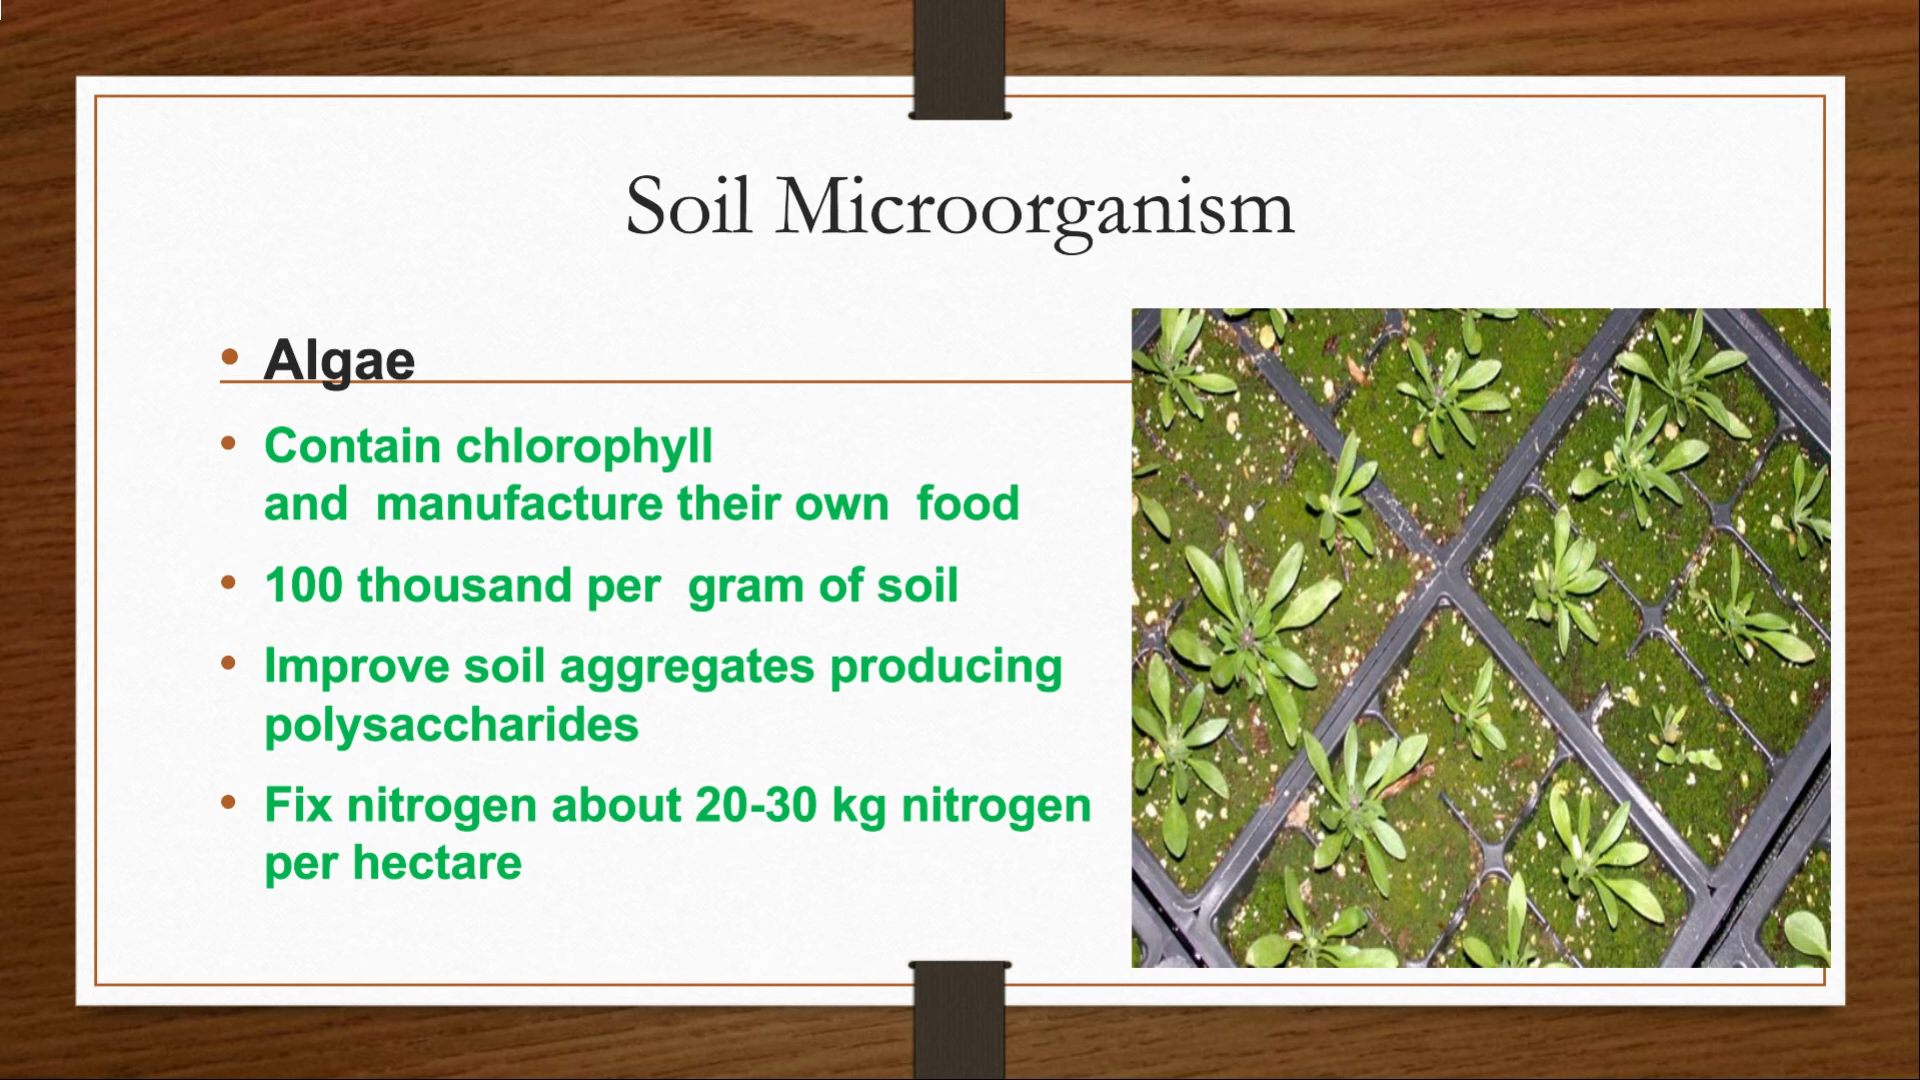 Soil Microorganism
• Algae
• Contain chlorophyll
and  manufacture their own  food
• 100 thousand per  gram of soil
• Improve soil aggregates producing
polysaccharides
• Fix nitrogen about 20-30 kg nitrogen
per hectare